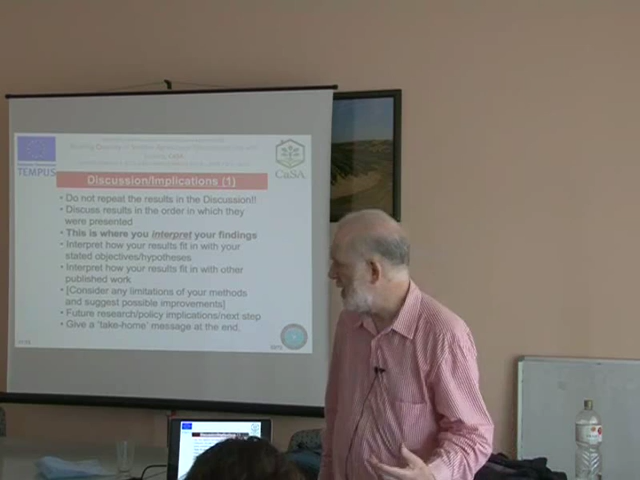 TEMPUS
CaSA
Discussion/Implications (1)
• Do not repeat the results in the Discussion!!
• Discuss results in the order in which they
were presented
• This is where you interpret your findings
• Interpret how your results fit in with your
stated objectives/hypotheses
• Interpret how your results fit in with other
published work
• [Consider any limitations of your methods
and suggest possible improvements]
• Future research/policy implications/next step
• Give a 'take-home' message at the end.